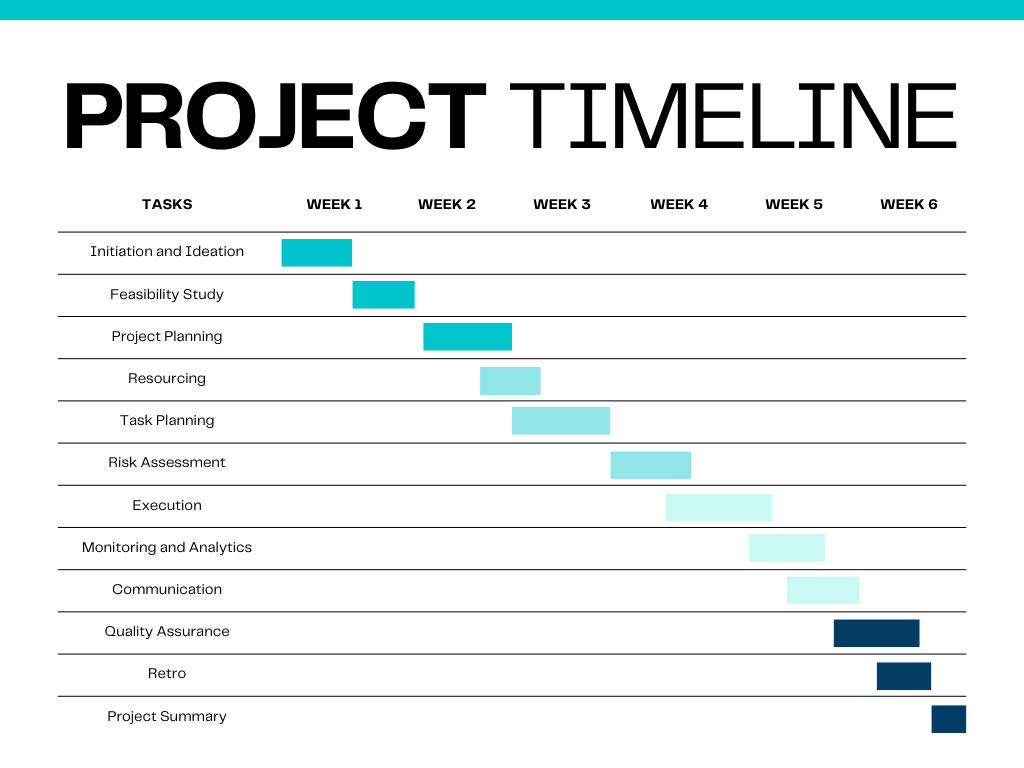 PROJECT TIMELINE
TASKS WEEK 1 WEEK 2 WEEK 3 WEEK 4 WEEK 5 WEEK 6
Initiation and Ideation
Feasibility Study
Project Planning
Resourcing
Task Planning
Risk Assessment
Execution
Monitoring and Analytics
Communication
Quality Assurance
Retro
Project Summary